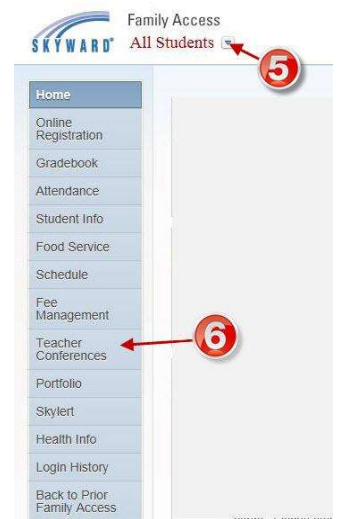 Family Access
SKYWARD®
All Students
5
Home
Online
Registration
Gradebook
Attendance
Student Info
Food Service
Schedule
Fee
Management
Teacher
Conferences
6
Portfolio
Skylert
Health Info
Login History
Back to Prior
Family Access